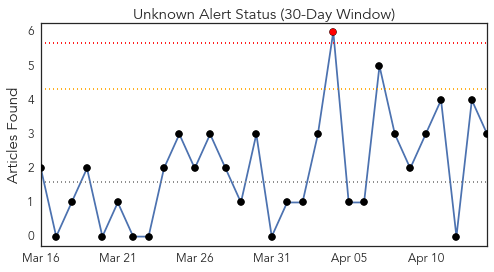 Unknown Alert Status (30-Day Window)
Articles Found
6
5
4
3
2
1
0
Mar 16
Mar 21
Mar 26
Mar 31
Apr 05
Apr 10